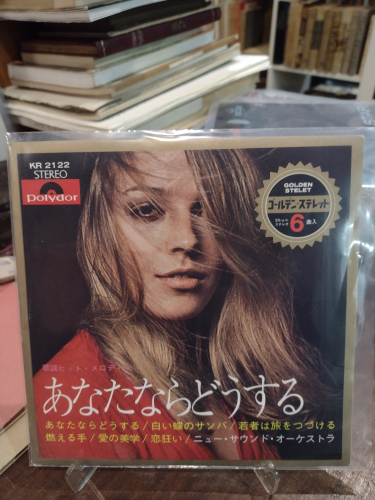 KR 2122
STEREO
Polydor
GOLDEN
STELET
ゴールデン・ステレット
6
曲入
歌謡ヒット・メロディ
あなたならどうする
あなたならどうする/白い蝶のサンバ/若者は旅をつづける
燃える手/愛の美学/恋狂い/ニュー・サウンド・オーケストラ